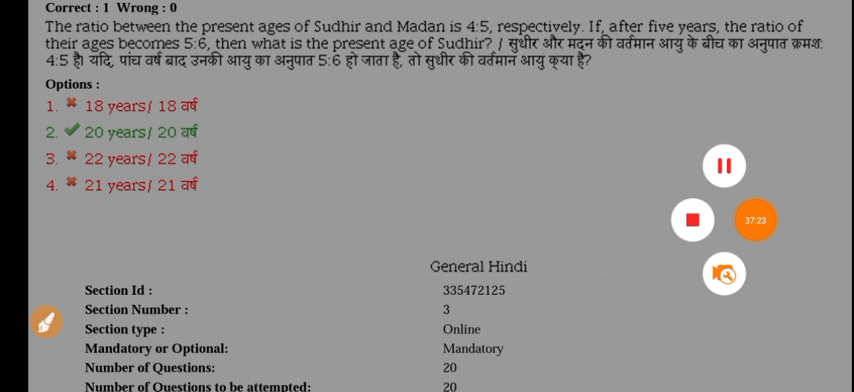 Correct : 1 Wrong : 0
The ratio between the present ages of Sudhir and Madan is 4:5, respectively. If, after five years, the ratio of
their ages becomes 5:6, then what is the present age of Sudhir? / सुधीर और मदन की वर्तमान आयु के बीच का अनुपात क्रमश:
4:5 है। यदि, पांच वर्ष बाद उनकी आयु का अनुपात 5:6 हो जाता है, तो सुधीर की वर्तमान आयु क्या है?
Options :
1. 18 years/ 18 वर्ष
2. 20 years/ 20 वर्ष
3. 22 years/ 22 वर्ष
4. 21 years/ 21 वर्ष
37:23
General Hindi
Section Id : 335472125
Section Number : 3
Section type : Online
Mandatory or Optional: Mandatory
Number of Questions: 20
Number of Questions to be attempted: 20